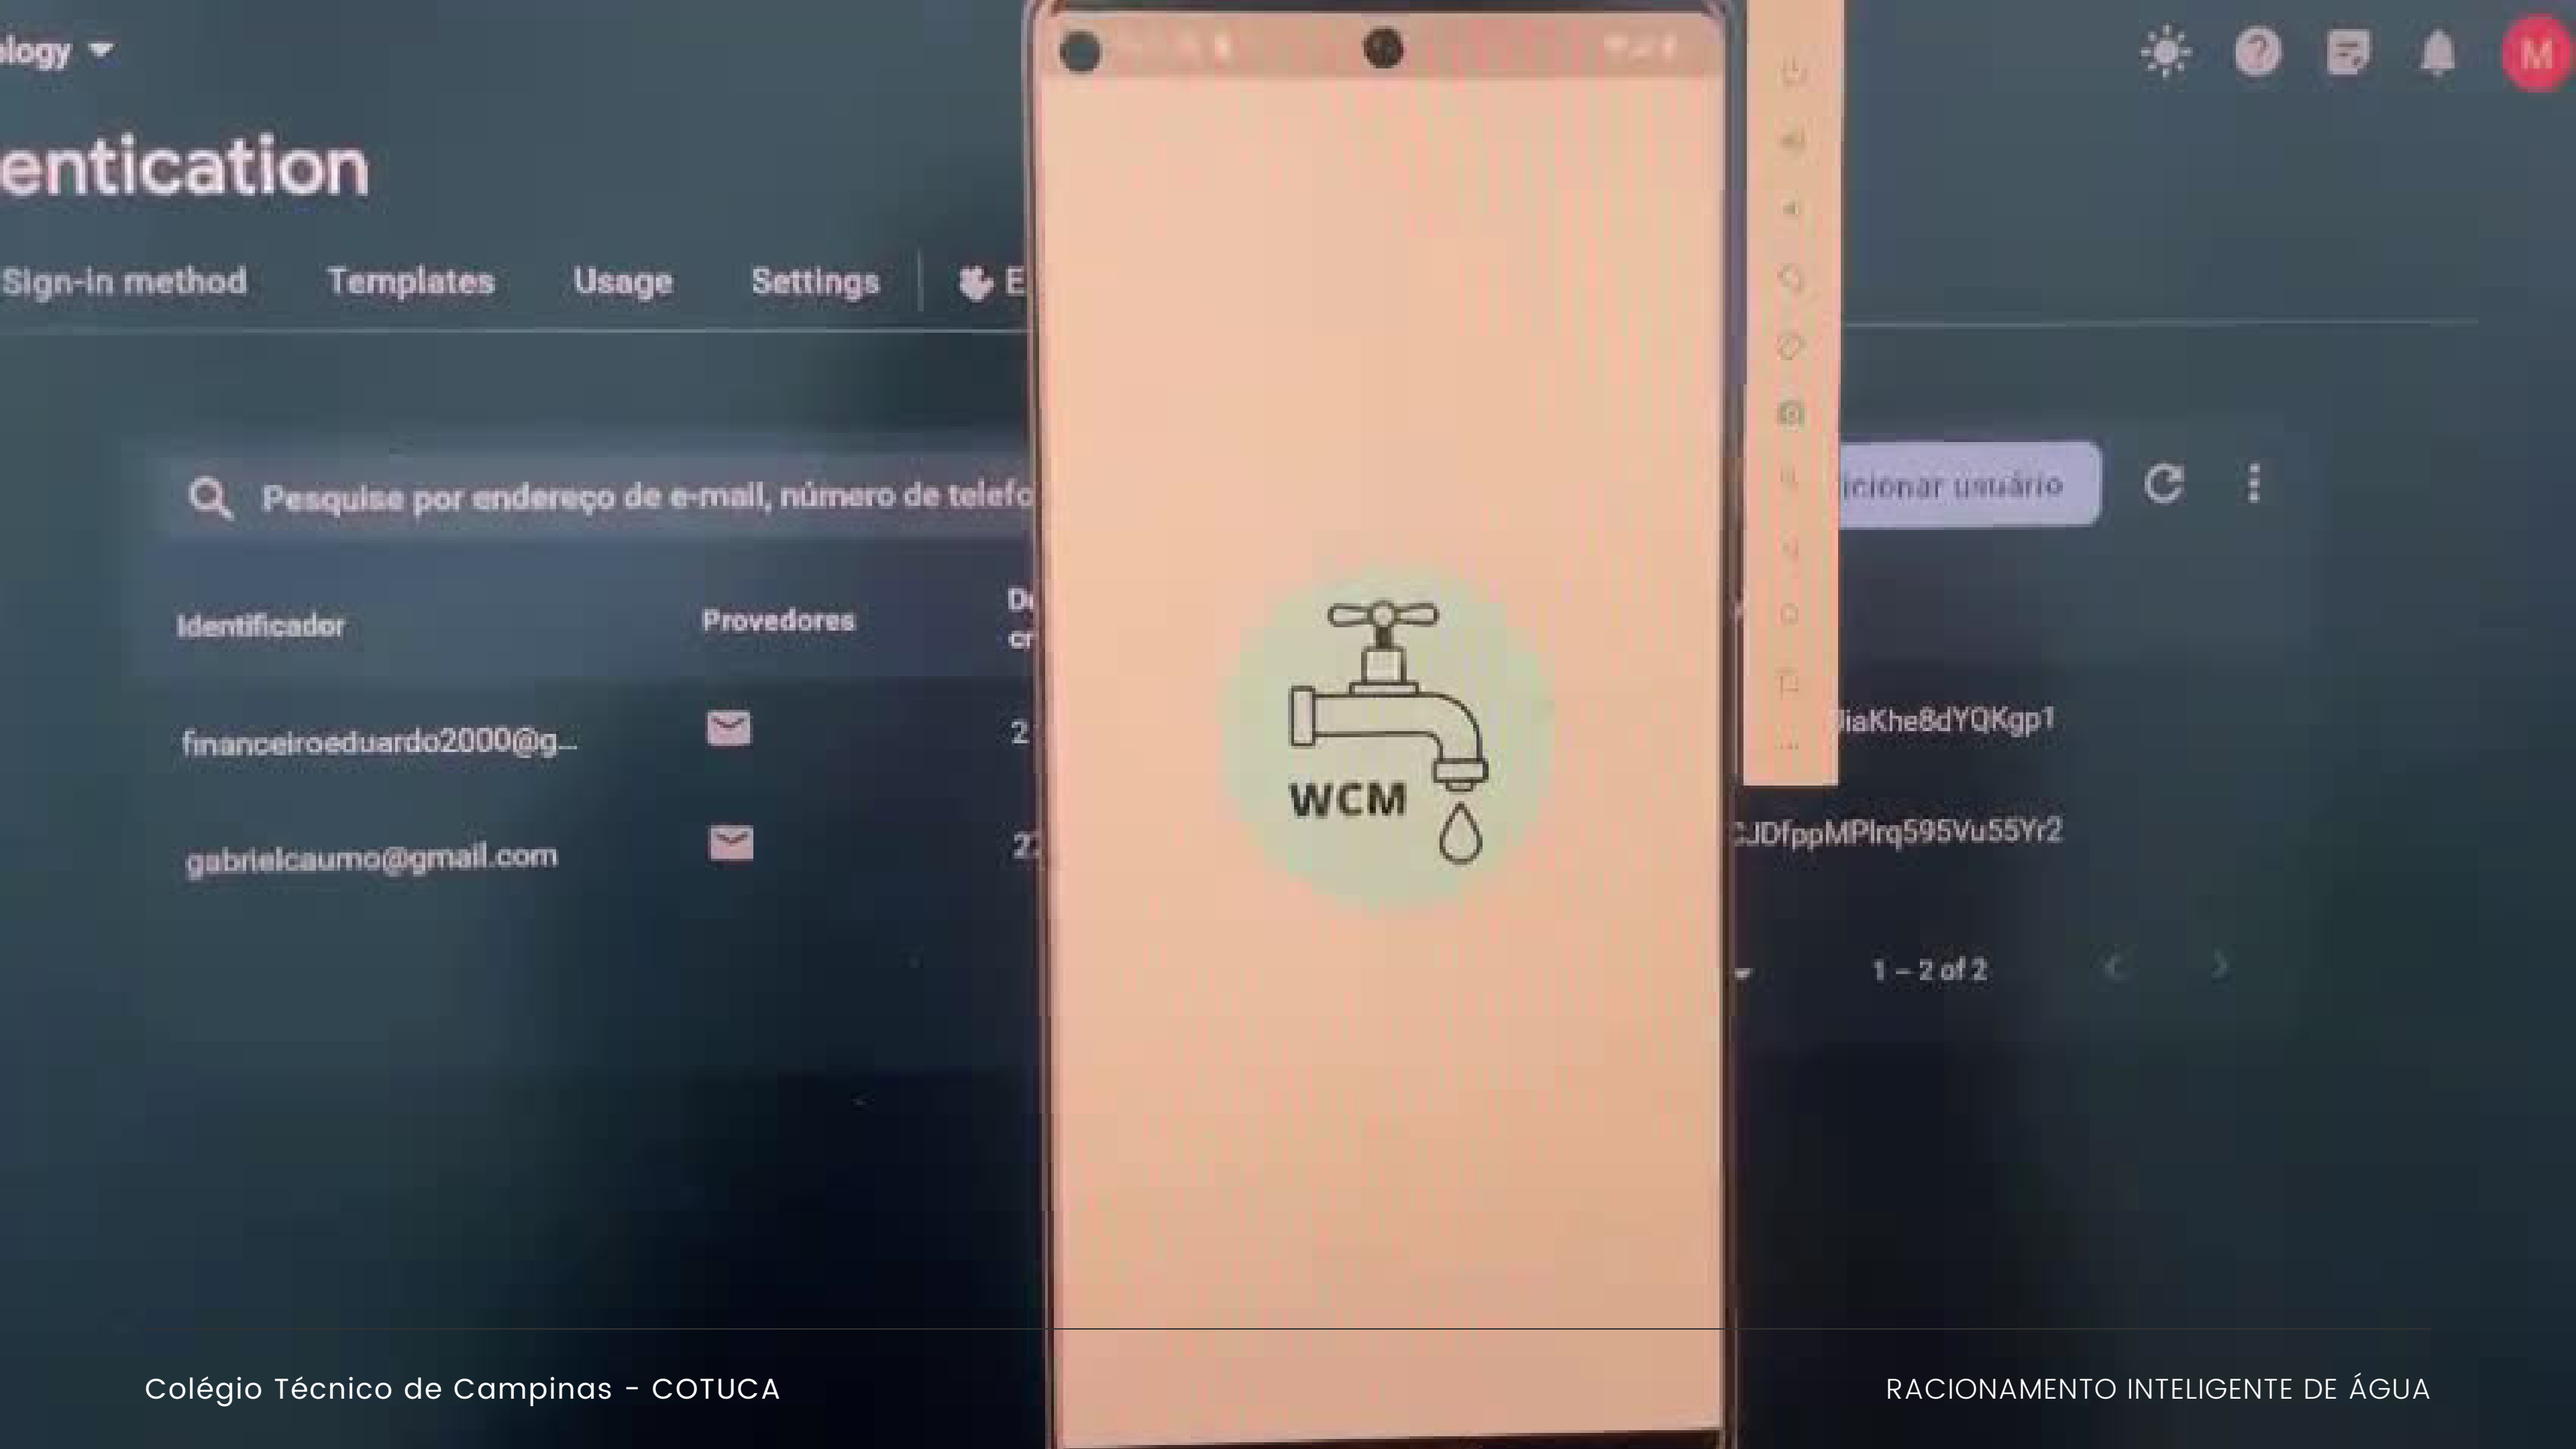 ology
entication
Sign-in method Templates Usage Settings E
Pesquise por endereço de e-mail, número de telefo
icionar usuário
Identificador Provedores
financeiroeduardo2000@g...
iaKhe8dYQKgp1
gabrielcaumo@gmail.com
JDfppMPlrq595Vu55Yr2
1 – 2 of 2
M
WCM
Colégio Técnico de Campinas - COTUCA
RACIONAMENTO INTELIGENTE DE ÁGUA